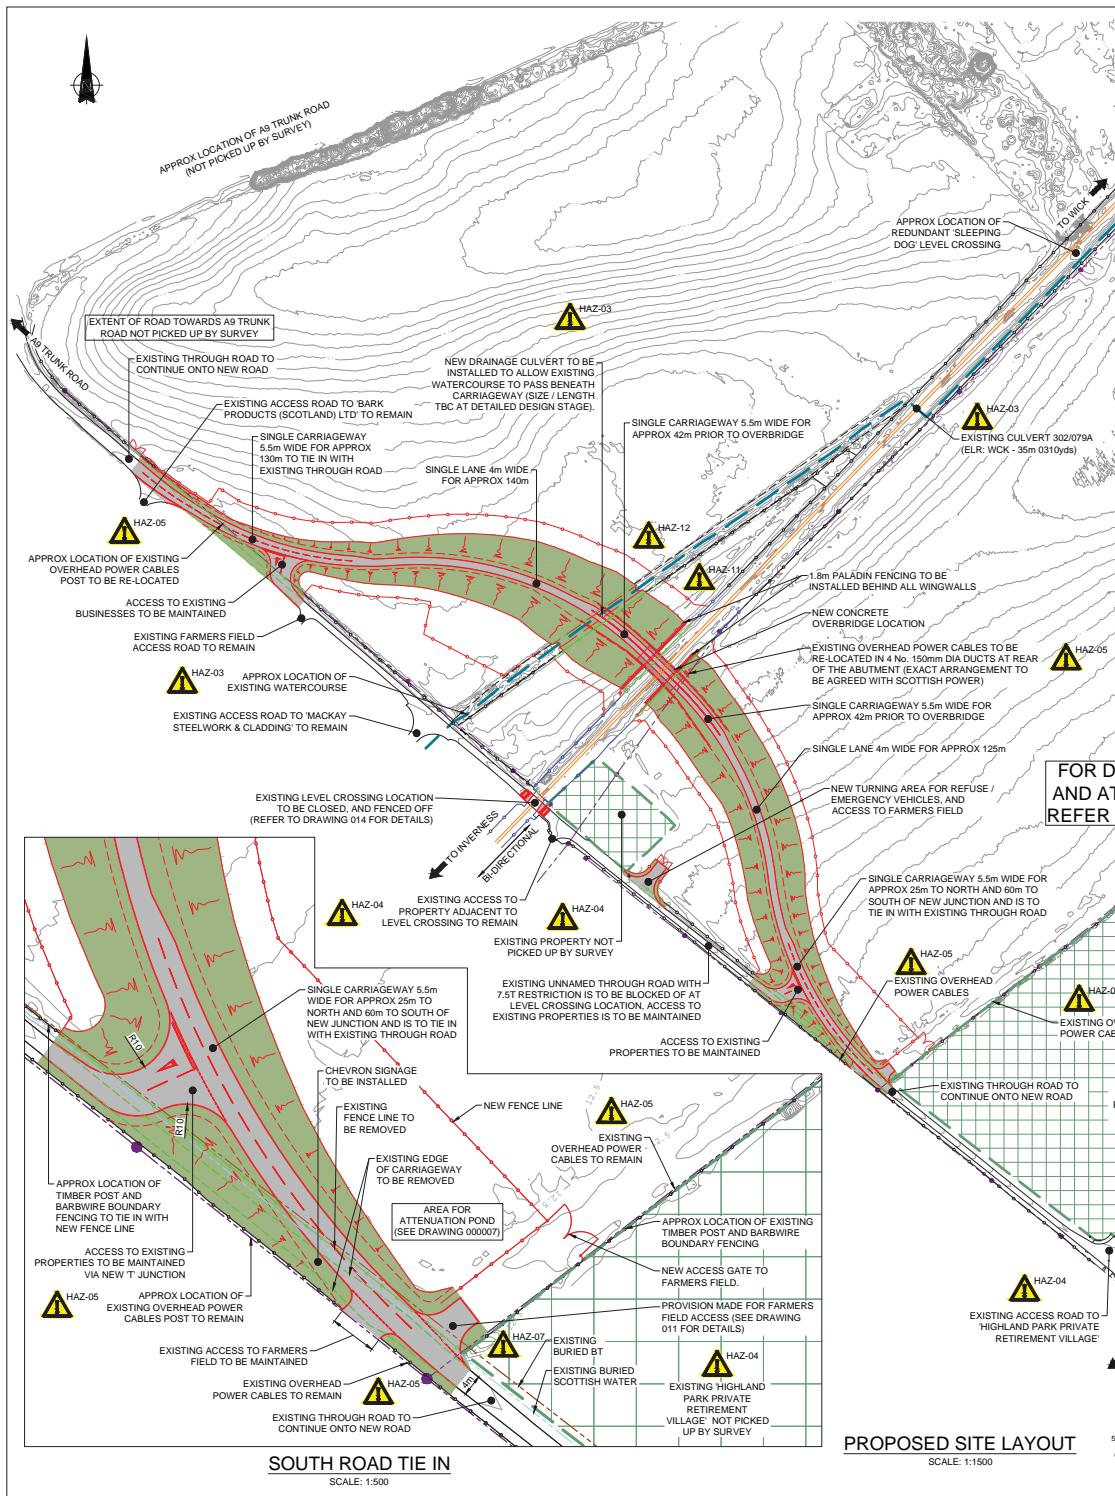 APPROX LOCATION OF A9 TRUNK ROAD
(NOT PICKED UP BY SURVEY)
TO WICK
APPROX LOCATION OF
REDUNDANT 'SLEEPING
DOG' LEVEL CROSSING
HAZ-03
EXTENT OF ROAD TOWARDS A9 TRUNK
ROAD NOT PICKED UP BY SURVEY
A9 TRUNK ROAD
EXISTING THROUGH ROAD TO
CONTINUE ONTO NEW ROAD
NEW DRAINAGE CULVERT TO BE
INSTALLED TO ALLOW EXISTING
WATERCOURSE TO PASS BENEATH
CARRIAGEWAY (SIZE / LENGTH
TBC AT DETAILED DESIGN STAGE).
EXISTING ACCESS ROAD TO 'BARK
PRODUCTS (SCOTLAND) LTD' TO REMAIN
HAZ-03
SINGLE CARRIAGEWAY 5.5m WIDE FOR
APPROX 42m PRIOR TO OVERBRIDGE
EXISTING CULVERT 302/079A
(ELR: WCK - 35m 0310yds)
SINGLE CARRIAGEWAY
5.5m WIDE FOR APPROX
130m TO TIE IN WITH
EXISTING THROUGH ROAD
SINGLE LANE 4m WIDE
FOR APPROX 140m
HAZ-05
HAZ-12
APPROX LOCATION OF EXISTING
OVERHEAD POWER CABLES
POST TO BE RE-LOCATED
HAZ-11
1.8m PALADIN FENCING TO BE
INSTALLED BEHIND ALL WINGWALLS
ACCESS TO EXISTING
BUSINESSES TO BE MAINTAINED
NEW CONCRETE
OVERBRIDGE LOCATION
EXISTING FARMERS FIELD
ACCESS ROAD TO REMAIN
EXISTING OVERHEAD POWER CABLES TO BE
RE-LOCATED IN 4 No. 150mm DIA DUCTS AT REAR
OF THE ABUTMENT (EXACT ARRANGEMENT TO
BE AGREED WITH SCOTTISH POWER)
HAZ-05
HAZ-03
APPROX LOCATION OF
EXISTING WATERCOURSE
SINGLE CARRIAGEWAY 5.5m WIDE FOR
APPROX 42m PRIOR TO OVERBRIDGE
EXISTING ACCESS ROAD TO 'MACKAY
STEELWORK & CLADDING' TO REMAIN
SINGLE LANE 4m WIDE FOR APPROX 125m
FOR D
AND AT
REFER
NEW TURNING AREA FOR REFUSE /
EMERGENCY VEHICLES, AND
ACCESS TO FARMERS FIELD
EXISTING LEVEL CROSSING LOCATION
TO BE CLOSED, AND FENCED OFF
(REFER TO DRAWING 014 FOR DETAILS)
TO INVERNESS
BI-DIRECTIONAL
SINGLE CARRIAGEWAY 5.5m WIDE FOR
APPROX 25m TO NORTH AND 60m TO
SOUTH OF NEW JUNCTION AND IS TO
TIE IN WITH EXISTING THROUGH ROAD
HAZ-04
EXISTING ACCESS TO
PROPERTY ADJACENT TO
LEVEL CROSSING TO REMAIN
HAZ-04
EXISTING PROPERTY NOT
PICKED UP BY SURVEY
HAZ-05
EXISTING OVERHEAD
POWER CABLES
EXISTING UNNAMED THROUGH ROAD WITH
7.5T RESTRICTION IS TO BE BLOCKED OF AT
LEVEL CROSSING LOCATION, ACCESS TO
EXISTING PROPERTIES IS TO BE MAINTAINED
HAZ-0
EXISTING OV
POWER CAB
ACCESS TO EXISTING
PROPERTIES TO BE MAINTAINED
EXISTING THROUGH ROAD TO
CONTINUE ONTO NEW ROAD
SINGLE CARRIAGEWAY 5.5m
WIDE FOR APPROX 25m TO
NORTH AND 60m TO SOUTH OF
NEW JUNCTION AND IS TO TIE IN
WITH EXISTING THROUGH ROAD
R10
CHEVRON SIGNAGE
TO BE INSTALLED
NEW FENCE LINE
12.5
HAZ-05
R10
EXISTING
FENCE LINE TO
BE REMOVED
EXISTING
OVERHEAD POWER
CABLES TO REMAIN
12.5
EXISTING EDGE
OF CARRIAGEWAY
TO BE REMOVED
12.5
APPROX LOCATION OF
TIMBER POST AND
BARBWIRE BOUNDARY
FENCING TO TIE IN WITH
NEW FENCE LINE
AREA FOR
ATTENUATION POND
(SEE DRAWING 000007)
APPROX LOCATION OF EXISTING
TIMBER POST AND BARBWIRE
BOUNDARY FENCING
ACCESS TO EXISTING
PROPERTIES TO BE MAINTAINED
VIA NEW 'T' JUNCTION
NEW ACCESS GATE TO
FARMERS FIELD.
HAZ-05
APPROX LOCATION OF
EXISTING OVERHEAD POWER
CABLES POST TO REMAIN
PROVISION MADE FOR FARMERS
FIELD ACCESS (SEE DRAWING
011 FOR DETAILS)
HAZ-04
EXISTING ACCESS ROAD TO
'HIGHLAND PARK PRIVATE
RETIREMENT VILLAGE'
EXISTING ACCESS TO FARMERS
FIELD TO BE MAINTAINED
HAZ-07
EXISTING
BURIED BT
HAZ-04
EXISTING BURIED
SCOTTISH WATER
EXISTING OVERHEAD
POWER CABLES TO REMAIN
HAZ-05
4m
EXISTING 'HIGHLAND
PARK PRIVATE
RETIREMENT
VILLAGE' NOT PICKED
UP BY SURVEY
EXISTING THROUGH ROAD TO
CONTINUE ONTO NEW ROAD
SOUTH ROAD TIE IN
SCALE: 1:500
PROPOSED SITE LAYOUT
SCALE: 1:1500